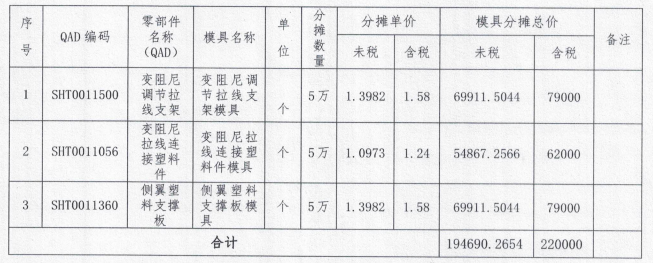 序号 QAD 编码 零部件名称（QAD） 模具名称 单位 分摊数量 分摊单价 模具分摊总价 备注
未税 含税 未税 含税
1 SHT0011500 变阻尼调节拉线支架 变阻尼调节拉线支架模具 个 5万 1.3982 1.58 69911.5044 79000
2 SHT0011056 变阻尼拉线连接塑料件 变阻尼拉线连接塑料件模具 个 5万 1.0973 1.24 54867.2566 62000
3 SHT0011360 侧翼塑料支撑板 侧翼塑料支撑板模具 个 5万 1.3982 1.58 69911.5044 79000
合计 194690.2654 220000